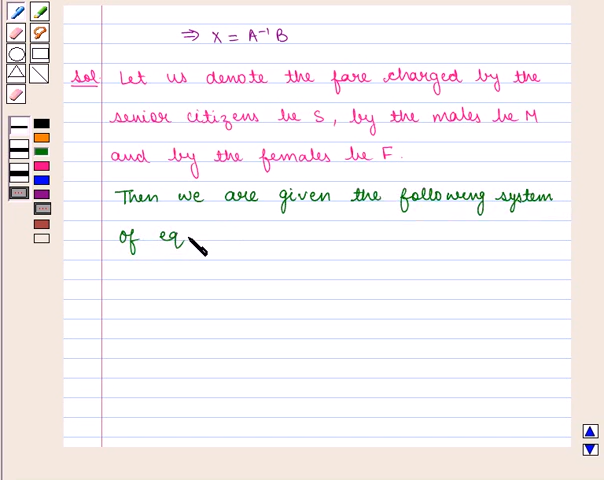 ⇒ X = A⁻¹ B
Sol. Let us denote the fare charged by the
senior citizens be S, by the males be M
and by the females be F.
Then we are given the following system
of eq